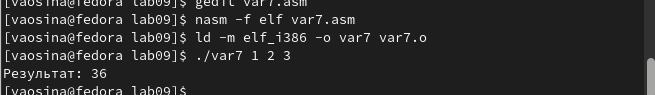 [vaosina@fedora lab09]$ gedit var7.asm
[vaosina@fedora lab09]$ nasm -f elf var7.asm
[vaosina@fedora lab09]$ ld -m elf_i386 -o var7 var7.o
[vaosina@fedora lab09]$ ./var7 1 2 3
Результат: 36
[vaosina@fedora lab09]$